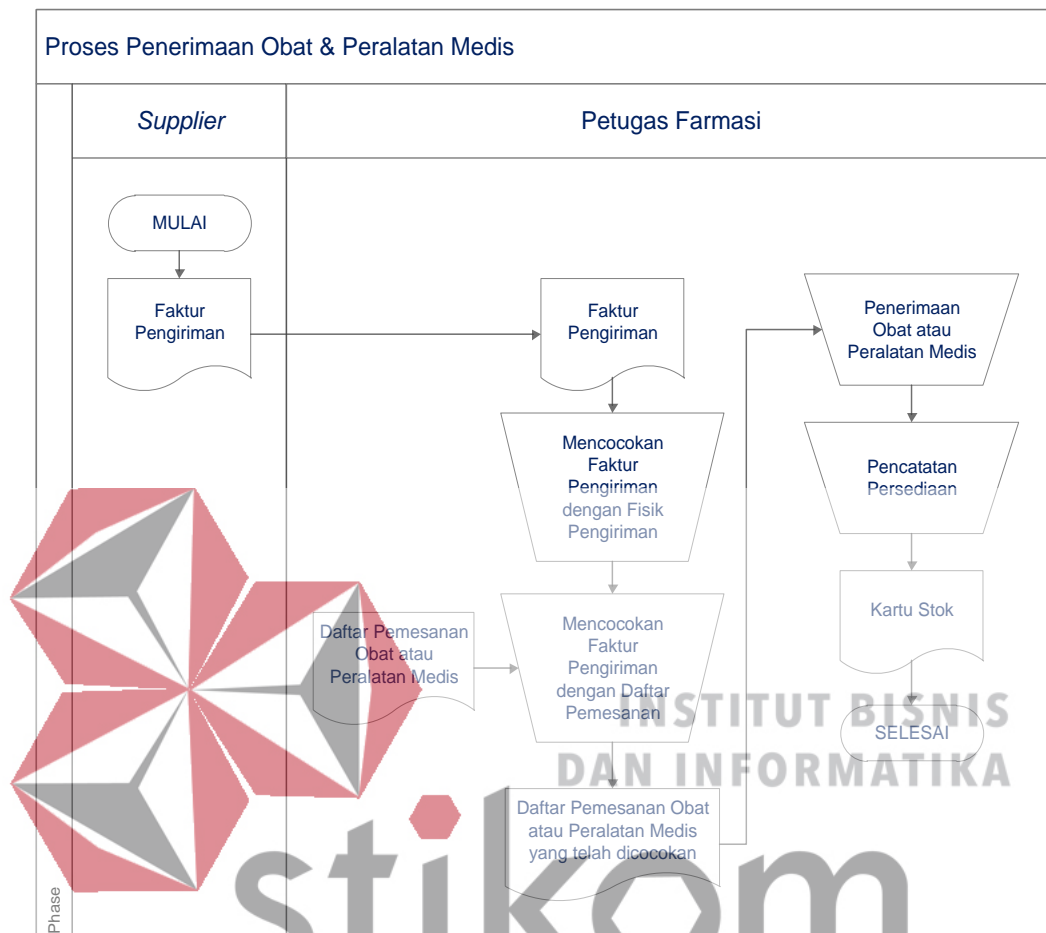 Proses Penerimaan Obat & Peralatan Medis
Supplier
Petugas Farmasi
MULAI
Faktur
Pengiriman
Faktur
Pengiriman
Mencocokan
Faktur
Pengiriman
dengan Fisik
Pengiriman
Daftar Pemesanan
Obat atau
Peralatan Medis
Mencocokan
Faktur
Pengiriman
dengan Daftar
Pemesanan
Daftar Pemesanan Obat
atau Peralatan Medis
yang telah dicocokan
Penerimaan
Obat atau
Peralatan Medis
Pencatatan
Persediaan
Kartu Stok
SELESAI
INSTITUT BISNIS
DAN INFORMATIKA
stikom
Phase